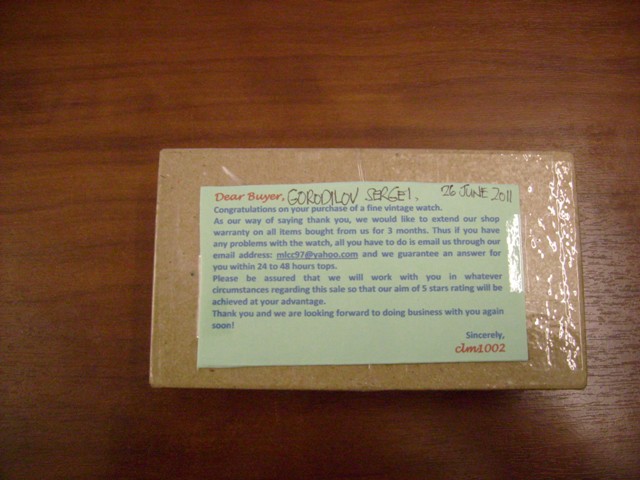 Dear Buyer, GORODILOV SERGEI. 26 JUNE 2011
Congratulations on your purchase of a fine vintage watch.
As our way of saying thank you, we would like to extend our shop
warranty on all items bought from us for 3 months. Thus if you have
any problems with the watch, all you have to do is email us through our
email address: mlcc97@yahoo.com and we guarantee an answer for
you within 24 to 48 hours tops.
Please be assured that we will work with you in whatever
circumstances regarding this sale so that our aim of 5 stars rating will be
achieved at your advantage.
Thank you and we are looking forward to doing business with you again
soon!
Sincerely,
clm1002